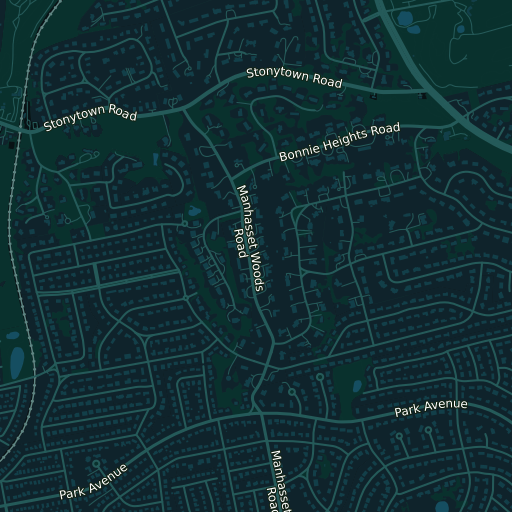 Stonytown Road
Stonytown Road
Bonnie Heights Road
Manhasset Woods
Road
Park Avenue
Park Avenue
Manhasset
Road